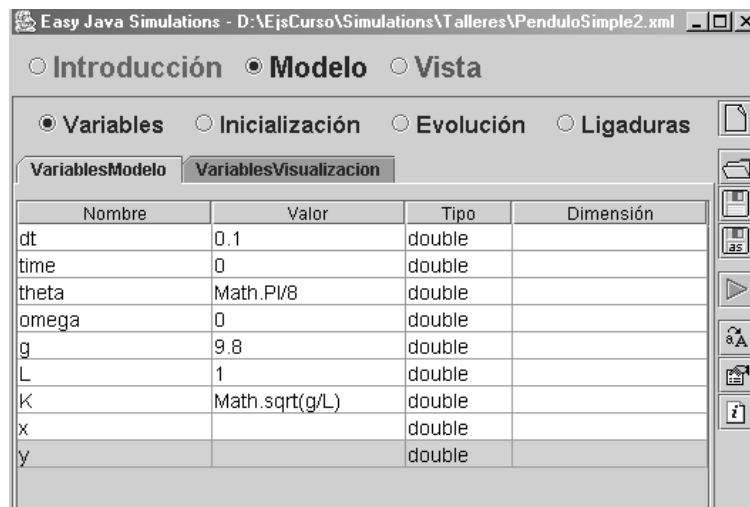 Easy Java Simulations - D:\EjsCurso\Simulations\Talleres\PenduloSimple2.xml
Introducción Modelo Vista
Variables Inicialización Evolución Ligaduras
VariablesModelo VariablesVisualizacion
Nombre Valor Tipo Dimensión
dt 0.1 double
time 0 double
theta Math.PI/8 double
omega 0 double
g 9.8 double
L 1 double
K Math.sqrt(g/L) double
x double
y double
as
aA
i